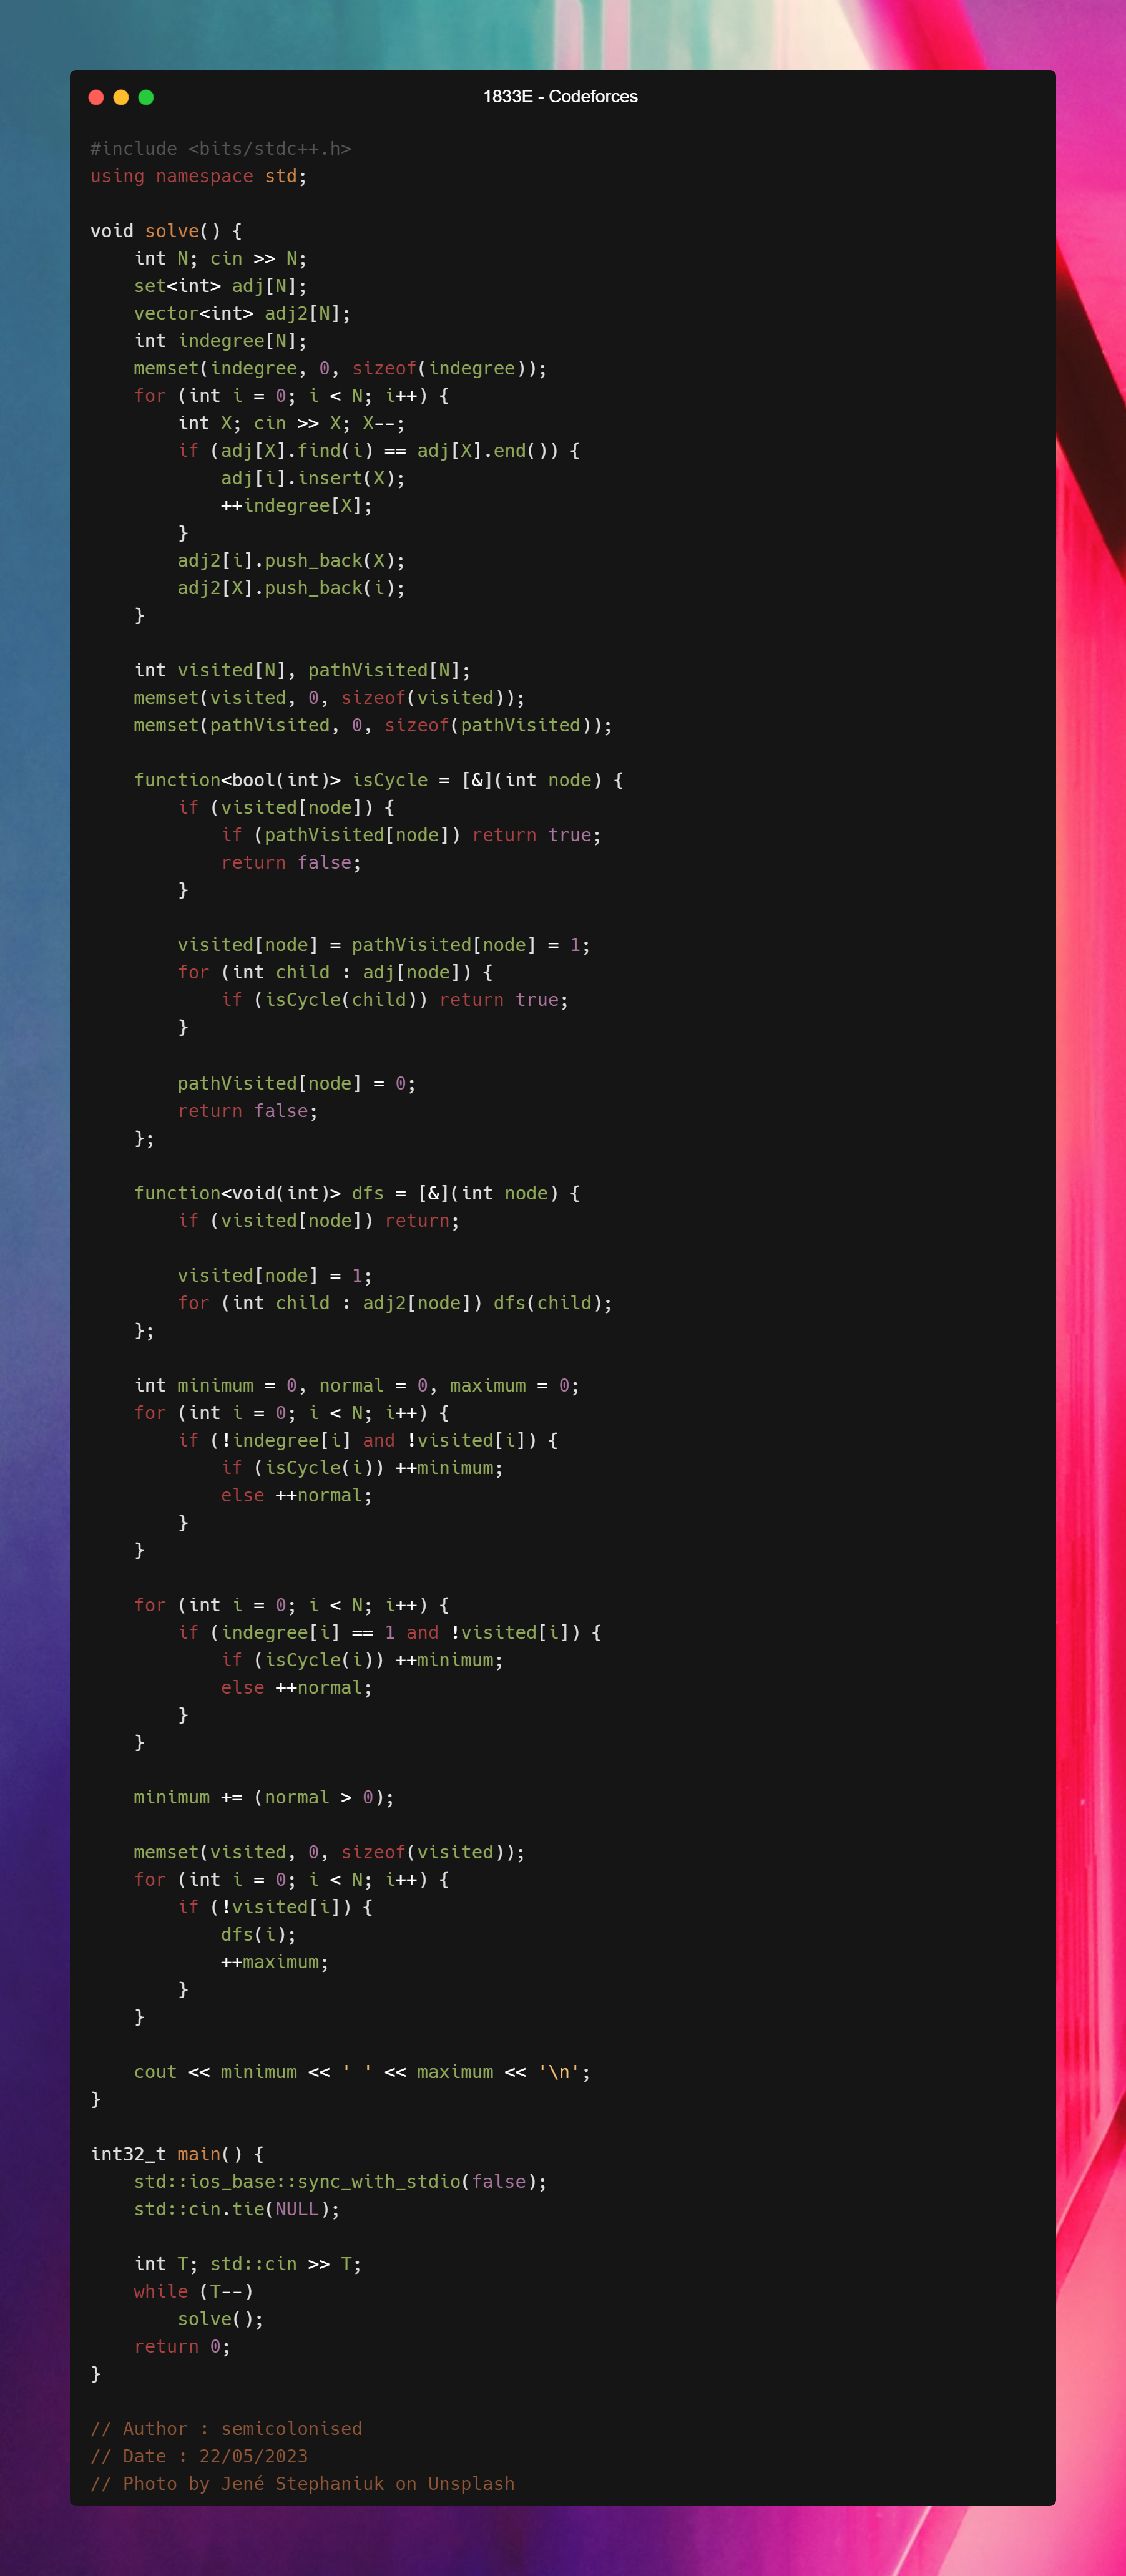 1833E - Codeforces
#include <bits/stdc++.h>
using namespace std;

void solve() {
    int N; cin >> N;
    set<int> adj[N];
    vector<int> adj2[N];
    int indegree[N];
    memset(indegree, 0, sizeof(indegree));
    for (int i = 0; i < N; i++) {
        int X; cin >> X; X--;
        if (adj[X].find(i) == adj[X].end()) {
            adj[i].insert(X);
            ++indegree[X];
        }
        adj2[i].push_back(X);
        adj2[X].push_back(i);
    }

    int visited[N], pathVisited[N];
    memset(visited, 0, sizeof(visited));
    memset(pathVisited, 0, sizeof(pathVisited));

    function<bool(int)> isCycle = [&](int node) {
        if (visited[node]) {
            if (pathVisited[node]) return true;
            return false;
        }

        visited[node] = pathVisited[node] = 1;
        for (int child : adj[node]) {
            if (isCycle(child)) return true;
        }

        pathVisited[node] = 0;
        return false;
    };

    function<void(int)> dfs = [&](int node) {
        if (visited[node]) return;

        visited[node] = 1;
        for (int child : adj2[node]) dfs(child);
    };

    int minimum = 0, normal = 0, maximum = 0;
    for (int i = 0; i < N; i++) {
        if (!indegree[i] and !visited[i]) {
            if (isCycle(i)) ++minimum;
            else ++normal;
        }
    }

    for (int i = 0; i < N; i++) {
        if (indegree[i] == 1 and !visited[i]) {
            if (isCycle(i)) ++minimum;
            else ++normal;
        }
    }

    minimum += (normal > 0);

    memset(visited, 0, sizeof(visited));
    for (int i = 0; i < N; i++) {
        if (!visited[i]) {
            dfs(i);
            ++maximum;
        }
    }

    cout << minimum << ' ' << maximum << '\n';
}

int32_t main() {
    std::ios_base::sync_with_stdio(false);
    std::cin.tie(NULL);

    int T; std::cin >> T;
    while (T--)
        solve();
    return 0;
}

// Author : semicolonised
// Date : 22/05/2023
// Photo by Jené Stephaniuk on Unsplash